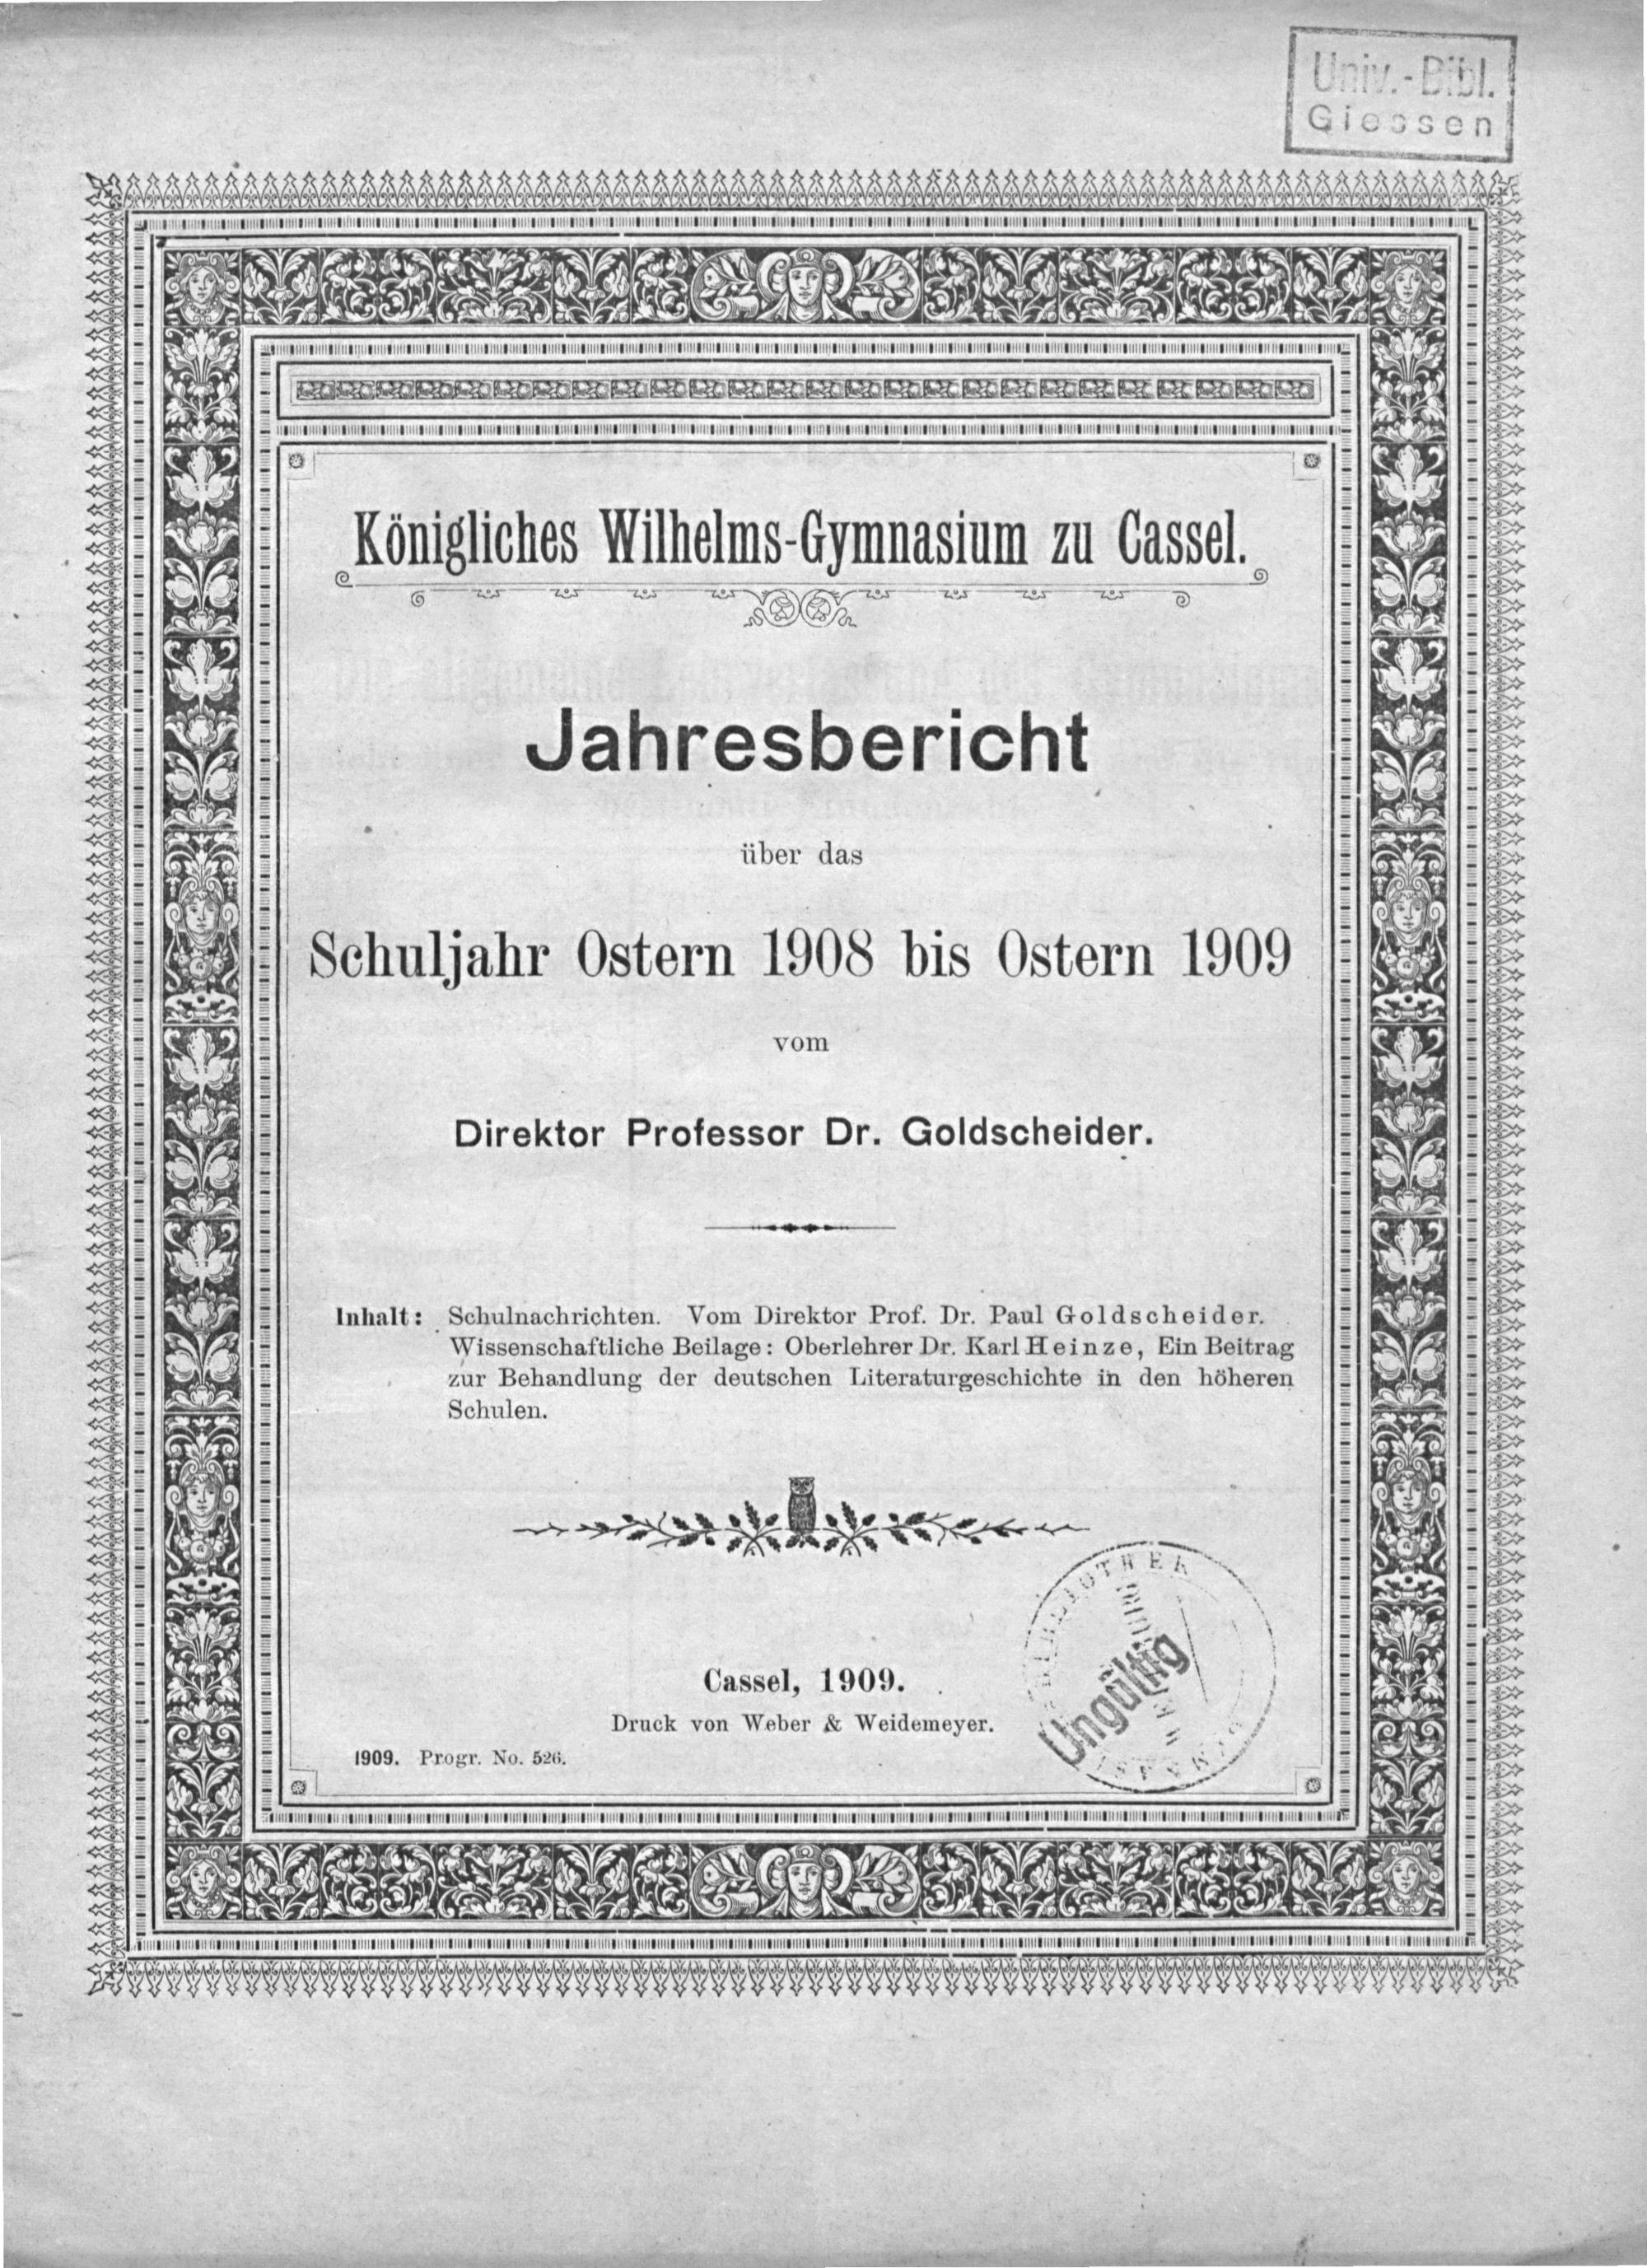 Univ.-Bibl.
Giessen
Königliches Wilhelms-Gymnasium zu Cassel.
Jahresbericht
über das
Schuljahr Ostern 1908 bis Ostern 1909
vom
Direktor Professor Dr. Goldscheider.
Inhalt: Schulnachrichten. Vom Direktor Prof. Dr. Paul Goldscheider.
Wissenschaftliche Beilage: Oberlehrer Dr. Karl Heinze, Ein Beitrag
zur Behandlung der deutschen Literaturgeschichte in den höheren
Schulen.
BIBLIOTHEK
Ungültig
Cassel, 1909.
Druck von Weber & Weidemeyer.
1909. Progr. No. 526.